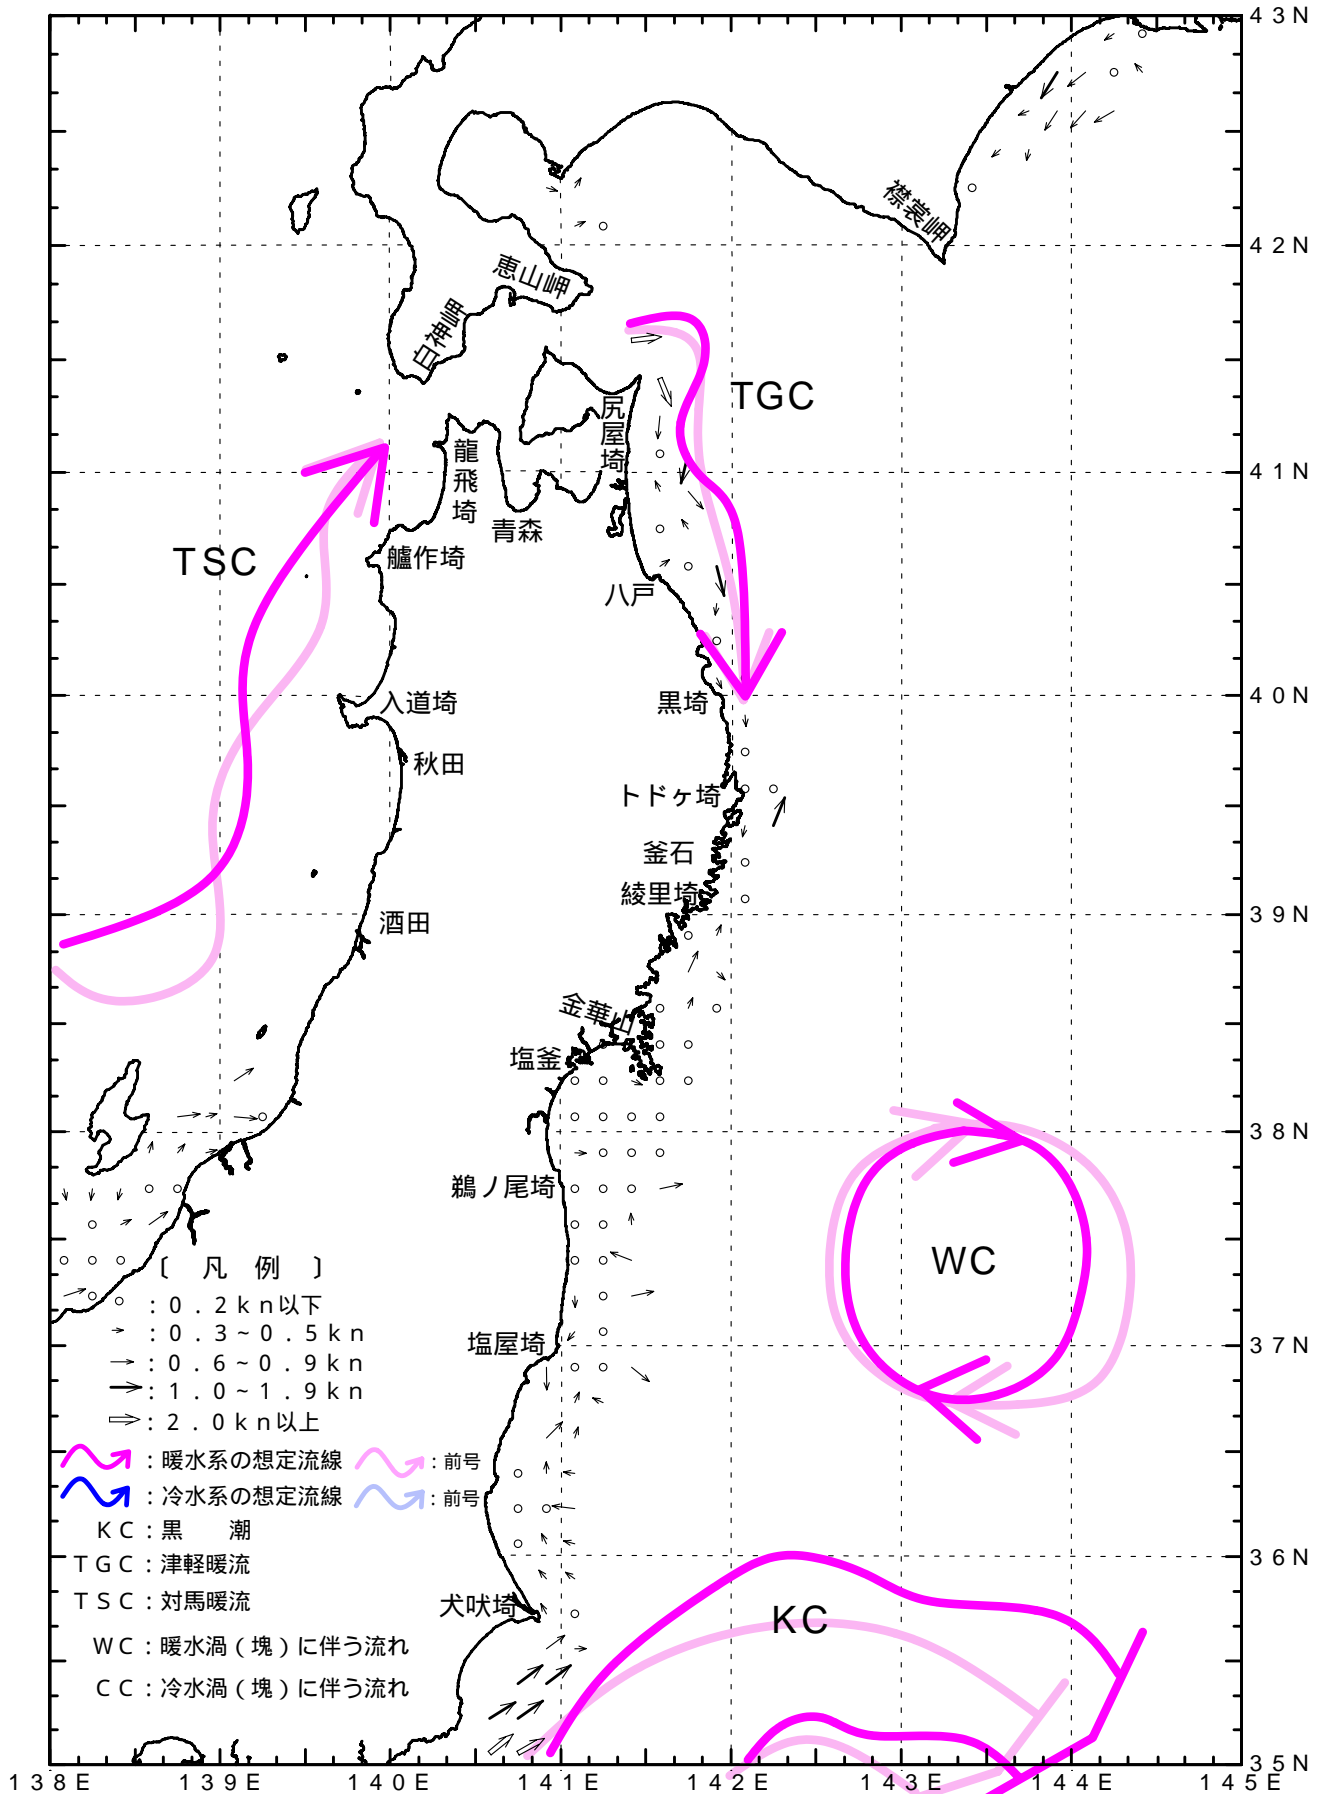 ４３Ｎ
襟裳岬
４２Ｎ
恵山岬
白神岬
TGC
尻屋埼
龍飛埼
４１Ｎ
青森
TSC
艫作埼
八戸
入道埼
黒埼
４０Ｎ
秋田
トドヶ埼
釜石
綾里埼
酒田
３９Ｎ
金華山
塩釜
３８Ｎ
鵜ノ尾埼
WC
〔　凡　例　〕
：０．２ｋｎ以下
：０．３～０．５ｋｎ
塩屋埼
３７Ｎ
：０．６～０．９ｋｎ
：１．０～１．９ｋｎ
：２．０ｋｎ以上
：暖水系の想定流線　：前号
：冷水系の想定流線　：前号
ＫＣ：黒　　潮
ＴＧＣ：津軽暖流
３６Ｎ
ＴＳＣ：対馬暖流
犬吠埼
KC
ＷＣ：暖水渦（塊）に伴う流れ
ＣＣ：冷水渦（塊）に伴う流れ
３５Ｎ
１３８Ｅ　１３９Ｅ　１４０Ｅ　１４１Ｅ　１４２Ｅ　１４３Ｅ　１４４Ｅ　１４５Ｅ